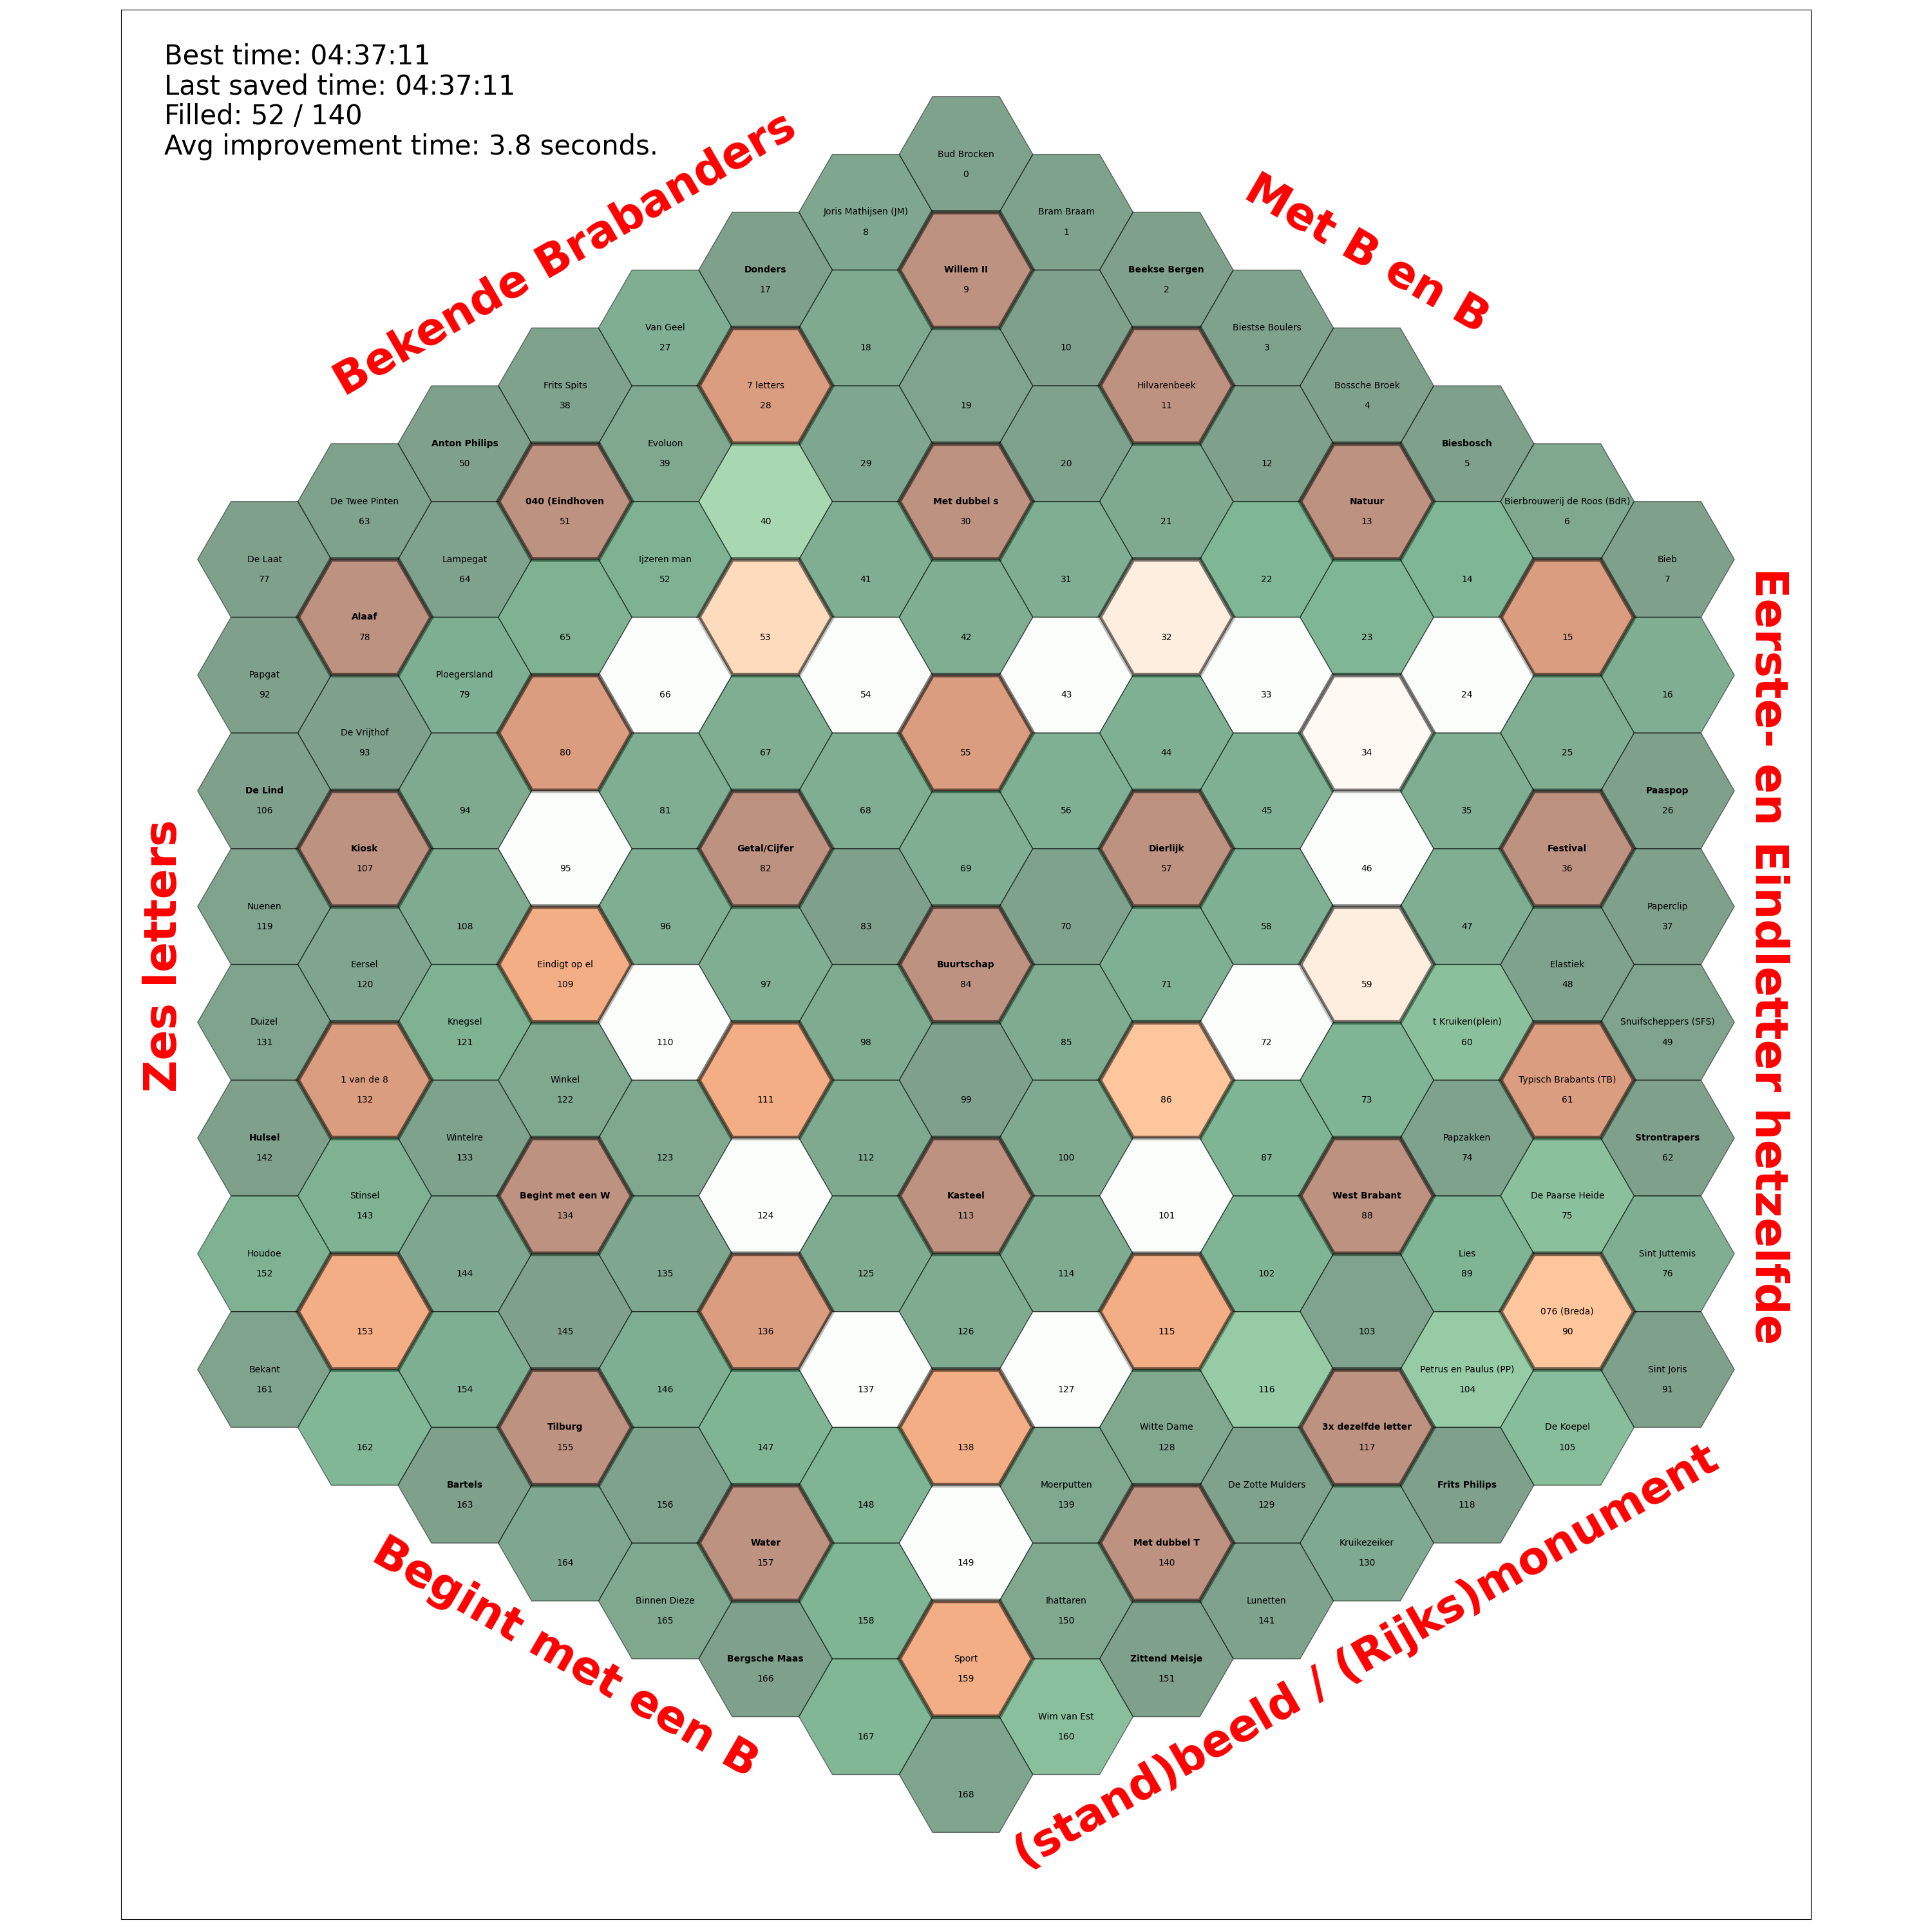 Best time: 04:37:11
Last saved time: 04:37:11
Filled: 52 / 140
Avg improvement time: 3.8 seconds.
Bekende Brabanders
Met B en B
Eerste- en Eindletter hetzelfde
(stand)beeld / (Rijks)monument
Begint met een B
Zes letters
Bud Brocken
0
Joris Mathijsen (JM)
8
Bram Braam
1
Donders
17
Willem II
9
Beekse Bergen
2
Van Geel
27
18
10
Biestse Boulers
3
Frits Spits
38
7 letters
28
19
Hilvarenbeek
11
Bossche Broek
4
Anton Philips
50
Evoluon
39
29
20
12
Biesbosch
5
De Twee Pinten
63
040 (Eindhoven
51
40
Met dubbel s
30
21
Natuur
13
Bierbrouwerij de Roos (BdR)
6
De Laat
77
Lampegat
64
Ijzeren man
52
41
31
22
14
Bieb
7
Alaaf
78
65
53
42
32
23
15
Papgat
92
Ploegersland
79
66
54
43
33
24
16
De Vrijthof
93
80
67
55
44
34
25
De Lind
106
94
81
68
56
45
35
Paaspop
26
Kiosk
107
95
Getal/Cijfer
82
69
Dierlijk
57
46
Festival
36
Nuenen
119
108
96
83
70
58
47
Paperclip
37
Eersel
120
Eindigt op el
109
97
Buurtschap
84
71
59
Elastiek
48
Duizel
131
Knegsel
121
110
98
85
72
t Kruiken(plein)
60
Snuifscheppers (SFS)
49
1 van de 8
132
Winkel
122
111
99
86
73
Typisch Brabants (TB)
61
Hulsel
142
Wintelre
133
123
112
100
87
Papzakken
74
Strontrapers
62
Stinsel
143
Begint met een W
134
124
Kasteel
113
101
West Brabant
88
De Paarse Heide
75
Houdoe
152
144
135
125
114
102
Lies
89
Sint Juttemis
76
153
145
136
126
115
103
076 (Breda)
90
Bekant
161
154
146
137
127
116
Petrus en Paulus (PP)
104
Sint Joris
91
162
Tilburg
155
147
138
Witte Dame
128
3x dezelfde letter
117
De Koepel
105
Bartels
163
156
148
Moerputten
139
De Zotte Mulders
129
Frits Philips
118
164
Water
157
149
Met dubbel T
140
Kruikezeiker
130
Binnen Dieze
165
158
Ihattaren
150
Lunetten
141
Bergsche Maas
166
Sport
159
Zittend Meisje
151
167
Wim van Est
160
168